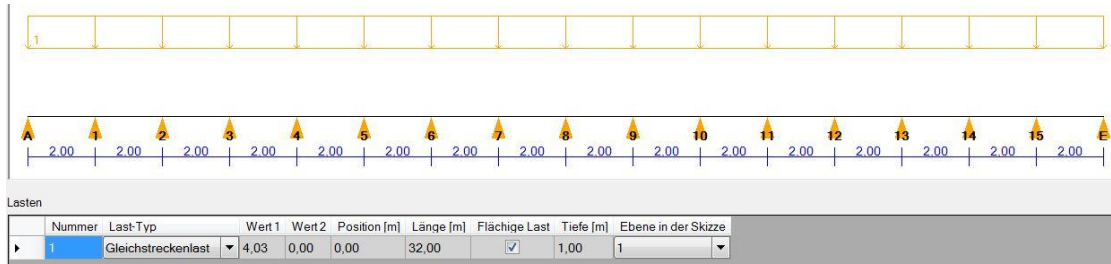 1
A 1 2 3 4 5 6 7 8 9 10 11 12 13 14 15 E
2.00 2.00 2.00 2.00 2.00 2.00 2.00 2.00 2.00 2.00 2.00 2.00 2.00 2.00 2.00 2.00
Lasten
Nummer Last-Typ Wert 1 Wert 2 Position [m] Länge [m] Flächige Last Tiefe [m] Ebene in der Skizze
1 Gleichstreckenlast 4,03 0,00 0,00 32,00 1,00 1